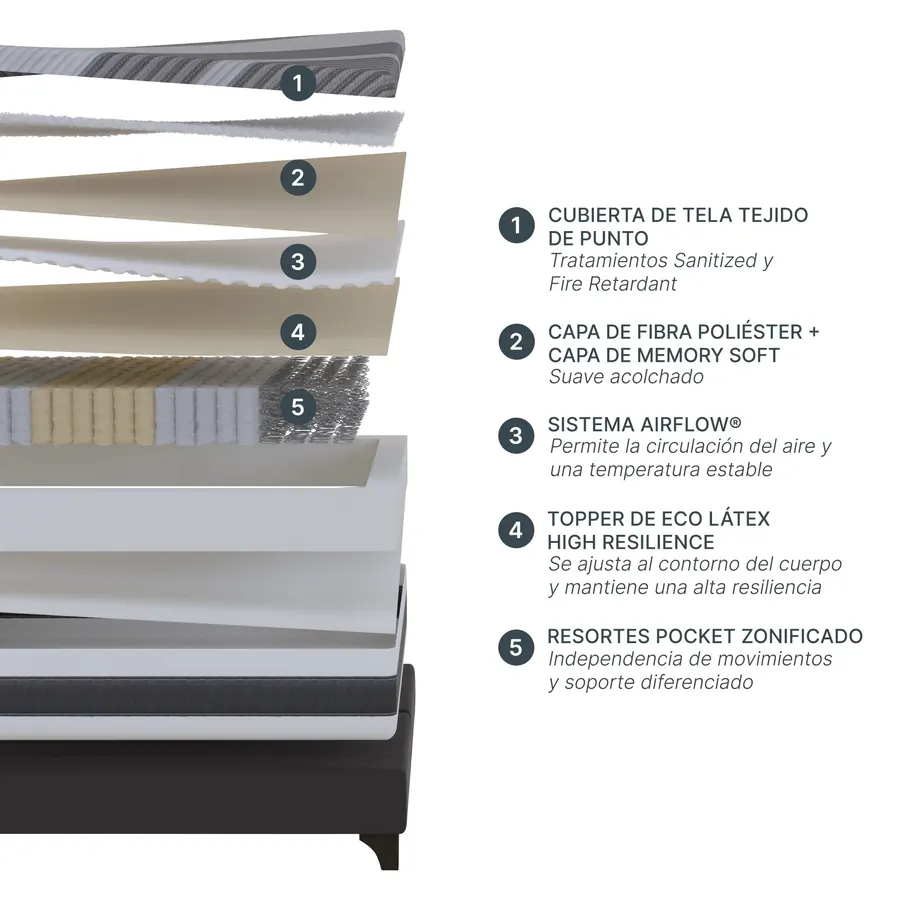 1
2
3
4
5
1 CUBIERTA DE TELA TEJIDO
DE PUNTO
Tratamientos Sanitized y
Fire Retardant
2 CAPA DE FIBRA POLIÉSTER +
CAPA DE MEMORY SOFT
Suave acolchado
3 SISTEMA AIRFLOW®
Permite la circulación del aire y
una temperatura estable
4 TOPPER DE ECO LÁTEX
HIGH RESILIENCE
Se ajusta al contorno del cuerpo
y mantiene una alta resiliencia
5 RESORTES POCKET ZONIFICADO
Independencia de movimientos
y soporte diferenciado